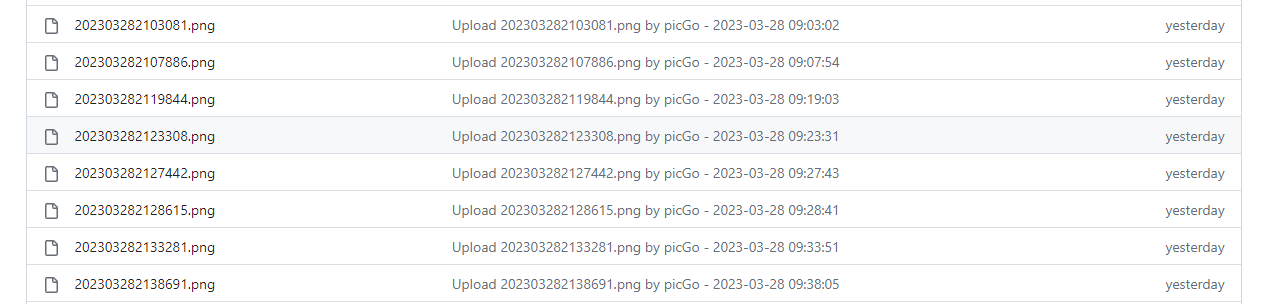 202303282103081.png Upload 202303282103081.png by picGo - 2023-03-28 09:03:02 yesterday
202303282107886.png Upload 202303282107886.png by picGo - 2023-03-28 09:07:54 yesterday
202303282119844.png Upload 202303282119844.png by picGo - 2023-03-28 09:19:03 yesterday
202303282123308.png Upload 202303282123308.png by picGo - 2023-03-28 09:23:31 yesterday
202303282127442.png Upload 202303282127442.png by picGo - 2023-03-28 09:27:43 yesterday
202303282128615.png Upload 202303282128615.png by picGo - 2023-03-28 09:28:41 yesterday
202303282133281.png Upload 202303282133281.png by picGo - 2023-03-28 09:33:51 yesterday
202303282138691.png Upload 202303282138691.png by picGo - 2023-03-28 09:38:05 yesterday